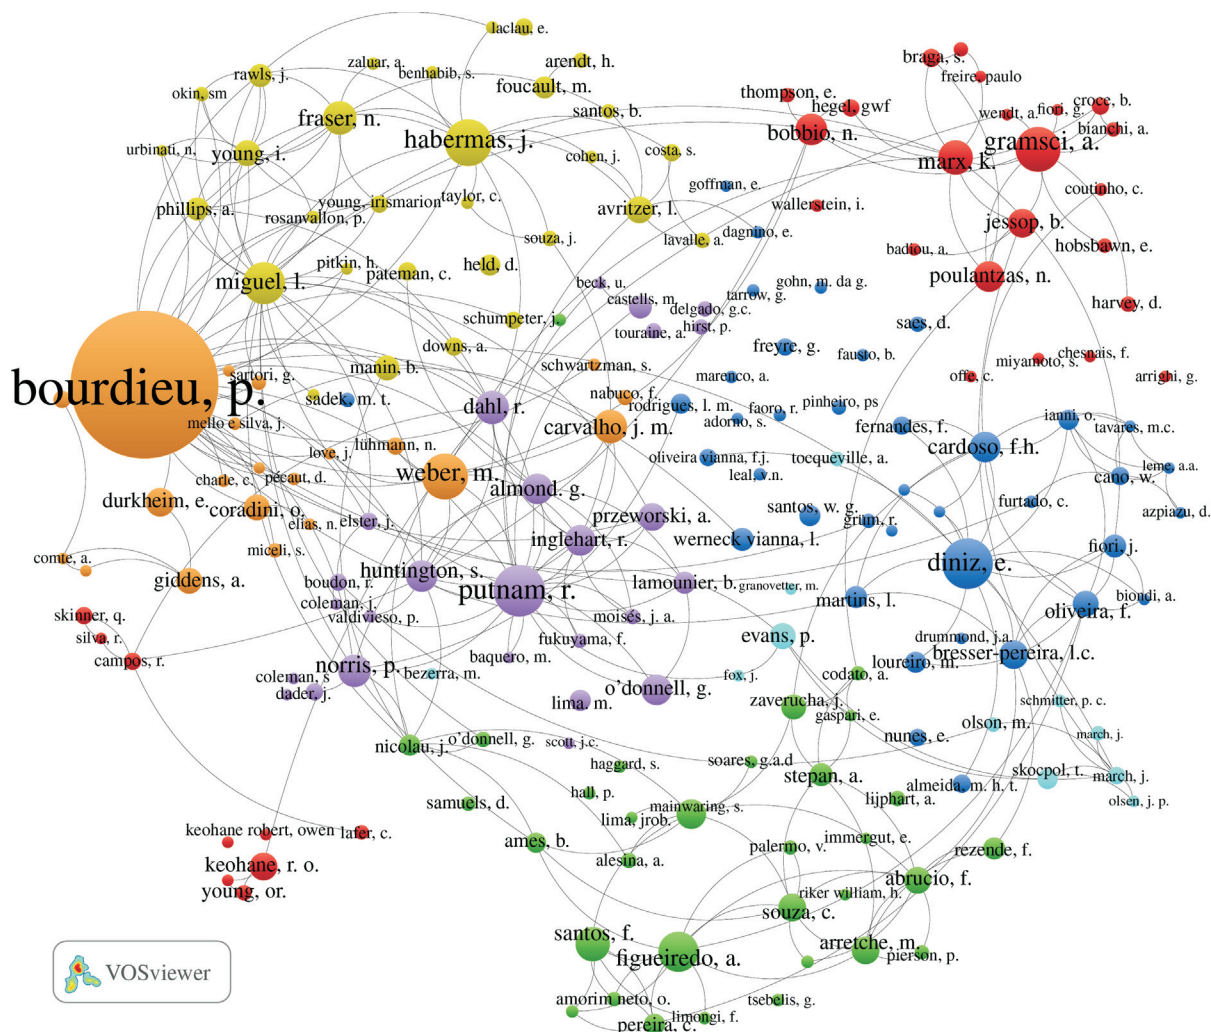 laclau, e.
zaluar, a.
arendt, h.
rawls, j.
benhabib, s.
foucault, m.
okin, sm
fraser, n.
santos, b.
habermas, j.
urbinati, n.
young, i.
cohen, j.
costa, s.
phillips, a.
young, irismarion
taylor, c.
rosanvallon, p.
avritzer, l.
souza, j.
lavalle, a.
pitkin, h.
pateman, c.
held, d.
miguel, l.
schumpeter, j.
downs, a.
manin, b.
braga, s.
freire, paulo
thompson, e.
hegel, gwf
bobbio, n.
wendt, a.
fiori, g.
croce, b.
bianchi, a.
gramsci, a.
marx, k.
coutinho, c.
wallerstein, i.
jessop, b.
hobsbawn, e.
badiou, a.
poulantzas, n.
harvey, d.
goffman, e.
dagnino, e.
beck, u.
castells, m.
tarrow, g.
gohn, m. da g.
delgado, g.c.
touraine, a.
hirst, p.
saes, d.
freyre, g.
fausto, b.
miyamoto, s.
chesnais, f.
offe, c.
arrighi, g.
bourdieu, p.
sartori, g.
sadek, m. t.
mello e silva, j.
schwartzman, s.
marenco, a.
nabuco, f.
rodrigues, l. m.
dahl, r.
carvalho, j. m.
adorno, s.
faoro, r.
pinheiro, ps
fernandes, f.
ianni, o.
tavares, m.c.
cardoso, f.h.
love, j.
luhmann, n.
oliveira vianna, f.j.
tocqueville, a.
leal, v.n.
charle, c.
pécaut, d.
weber, m.
almond. g.
leme, a.a.
cano, w.
durkheim, e.
coradini, o.
elias, n.
elster, j.
przeworski, a.
santos, w. g.
grüm, r.
furtado, c.
azpiazu, d.
miceli, s.
inglehart, r.
werneck vianna, l.
fiori, j.
comte, a.
giddens, a.
boudon, r.
huntington, s.
putnam, r.
lamounier, b.
granovetter, m.
diniz, e.
coleman, j.
valdivieso, p.
moisés, j. a.
martins, l.
biondi, a.
oliveira, f.
skinner, q.
silva, r.
campos, r.
fukuyama, f.
evans, p.
drummond, j.a.
bresser-pereira, l.c.
baquero, m.
norris, p.
bezerra, m.
coleman, s
dader, j.
o'donnell, g.
lima. m.
fox, j.
loureiro, m.
codato, a.
zaverucha, j.
gaspari, e.
schmitter, p. c.
olson, m.
nunes, e.
march, j.
nicolau, j.
o'donnell, g.
scott, j.c.
haggard, s.
soares, g.a.d
stepan, a.
skocpol, t.
march, j.
almeida, m. h. t.
lijphart, a.
olsen, j. p.
samuels, d.
hall, p.
mainwaring, s.
lima, jrob.
keohane robert, owen
lafer, c.
ames, b.
alesina, a.
palermo, v.
immergut, e.
rezende, f.
keohane, r. o.
young, or.
abrucio, f.
riker william, h.
souza, c.
santos, f.
figueiredo, a.
arretche, m.
pierson, p.
amorim neto, o.
pereira, c.
limongi, f.
tsebelis, g.
VOSviewer